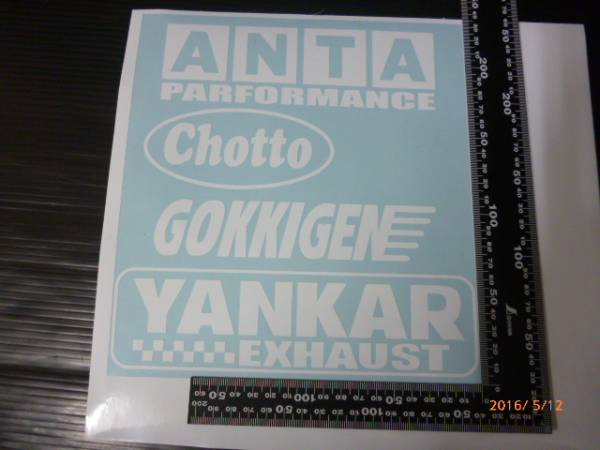 ANTA
PARFORMANCE
Chotto
GOKKIGEN
YANKAR
EXHAUST
2016/ 5/12